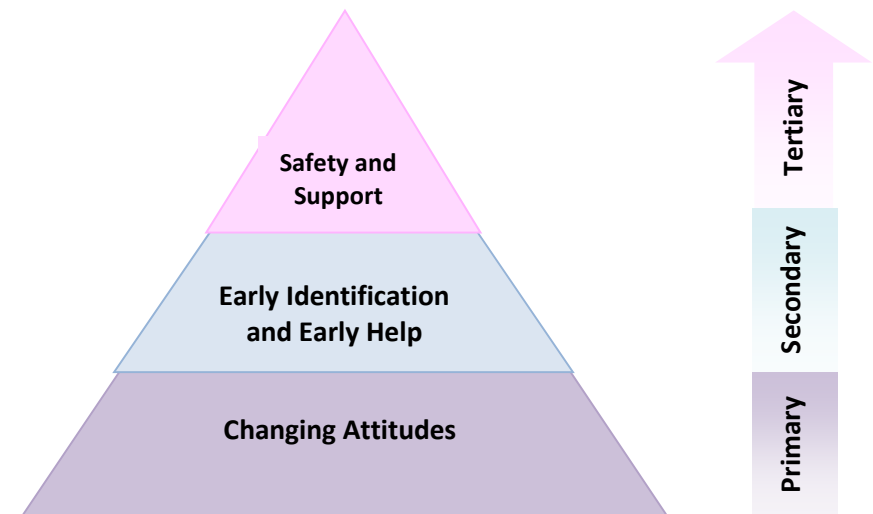 Safety and
Support
Tertiary
Early Identification
and Early Help
Secondary
Changing Attitudes
Primary